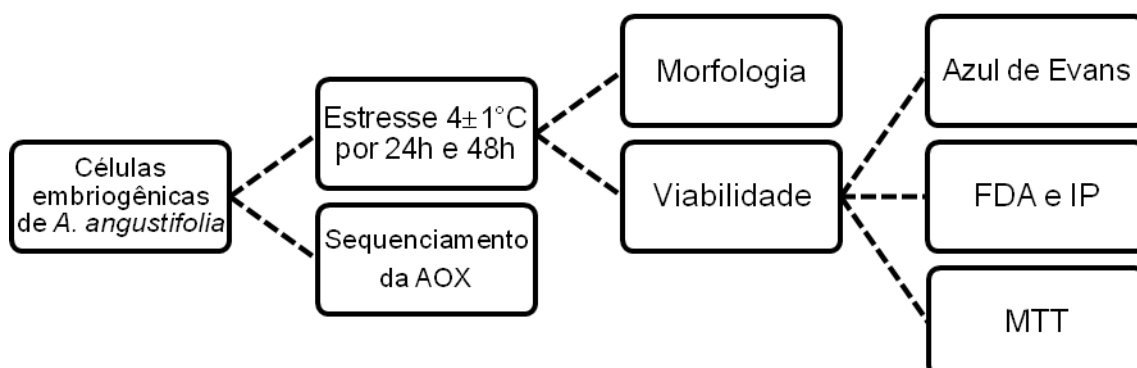 Células
embriogênicas
de A. angustifolia
Estresse 4±1°C
por 24h e 48h
Sequenciamento
da AOX
Morfologia
Viabilidade
Azul de Evans
FDA e IP
MTT